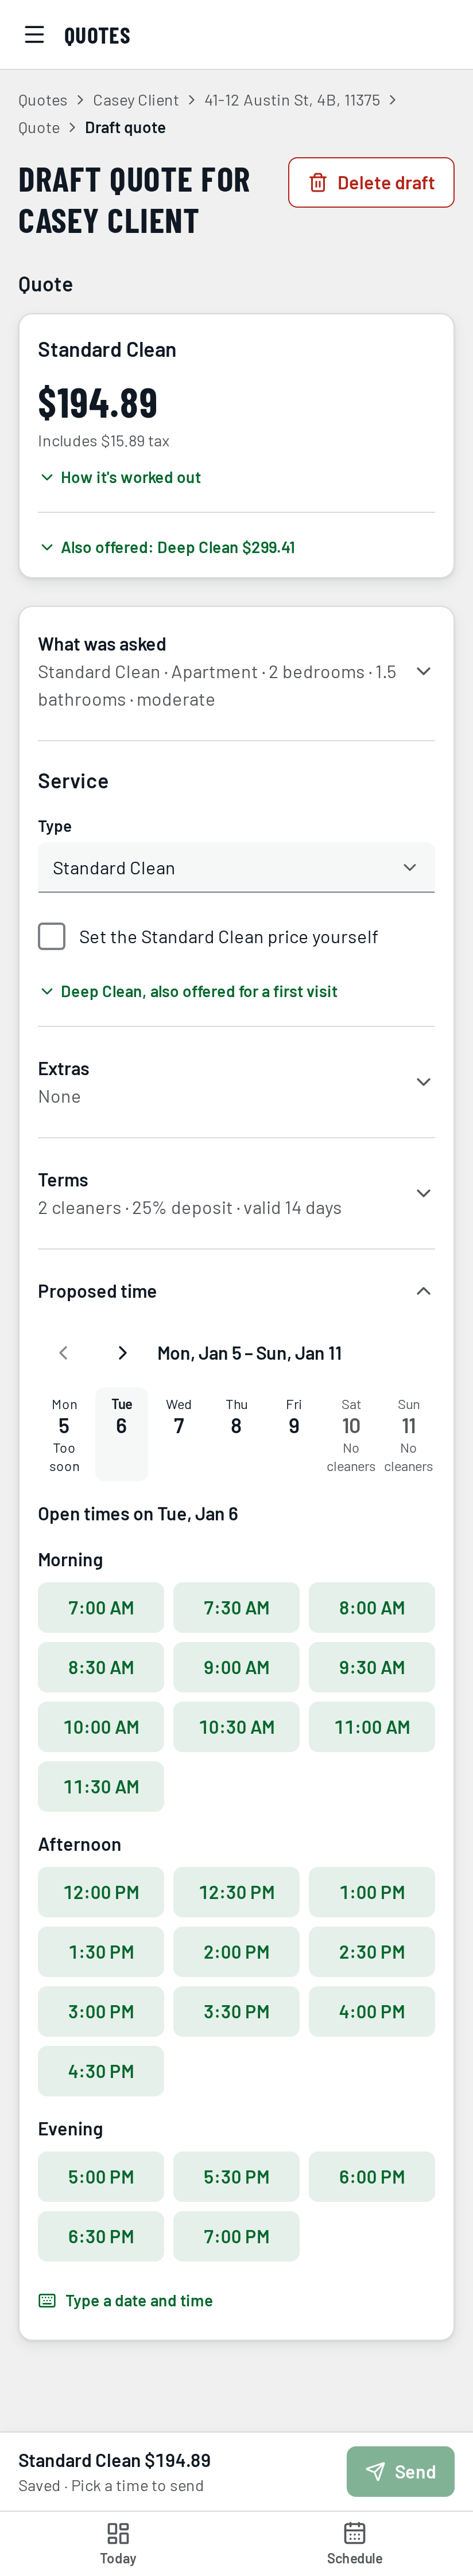 QUOTES
Quotes > Casey Client > 41-12 Austin St, 4B, 11375 >
Quote > Draft quote
DRAFT QUOTE FOR
CASEY CLIENT
Delete draft
Quote
Standard Clean
$194.89
Includes $15.89 tax
How it's worked out
Also offered: Deep Clean $299.41
What was asked
Standard Clean · Apartment · 2 bedrooms · 1.5
bathrooms · moderate
Service
Type
Standard Clean
Set the Standard Clean price yourself
Deep Clean, also offered for a first visit
Extras
None
Terms
2 cleaners · 25% deposit · valid 14 days
Proposed time
Mon, Jan 5 – Sun, Jan 11
Mon Tue Wed Thu Fri Sat Sun
5 6 7 8 9 10 11
Too No No
soon cleaners cleaners
Open times on Tue, Jan 6
Morning
7:00 AM 7:30 AM 8:00 AM
8:30 AM 9:00 AM 9:30 AM
10:00 AM 10:30 AM 11:00 AM
11:30 AM
Afternoon
12:00 PM 12:30 PM 1:00 PM
1:30 PM 2:00 PM 2:30 PM
3:00 PM 3:30 PM 4:00 PM
4:30 PM
Evening
5:00 PM 5:30 PM 6:00 PM
6:30 PM 7:00 PM
Type a date and time
Standard Clean $194.89
Saved · Pick a time to send
Send
Today Schedule